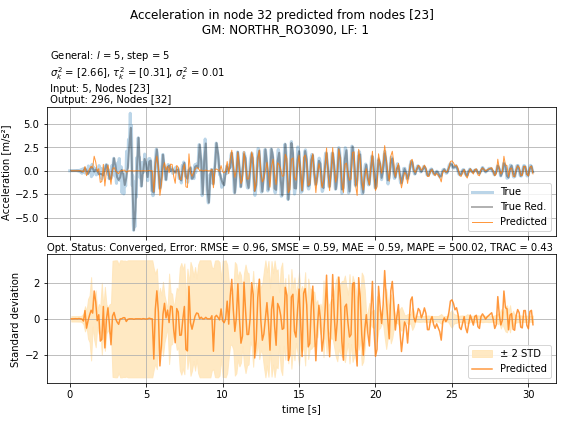 Acceleration in node 32 predicted from nodes [23]
GM: NORTHR_RO3090, LF: 1
General: l = 5, step = 5
σ²ₖ = [2.66], τ²ₖ = [0.31], σ²ε = 0.01
Input: 5, Nodes [23]
Output: 296, Nodes [32]
Acceleration [m/s²]
5.0
2.5
0.0
−2.5
−5.0
True
True Red.
Predicted
Opt. Status: Converged, Error: RMSE = 0.96, SMSE = 0.59, MAE = 0.59, MAPE = 500.02, TRAC = 0.43
Standard deviation
2
0
−2
± 2 STD
Predicted
0 5 10 15 20 25 30
time [s]